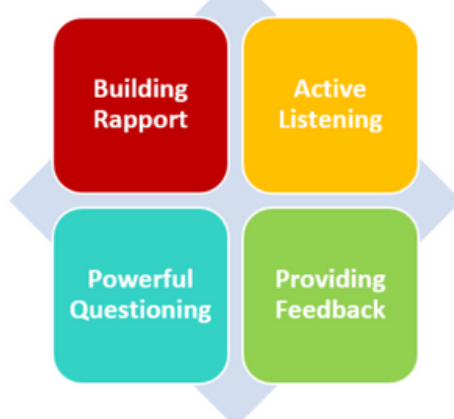 Building
Rapport
Active
Listening
Powerful
Questioning
Providing
Feedback